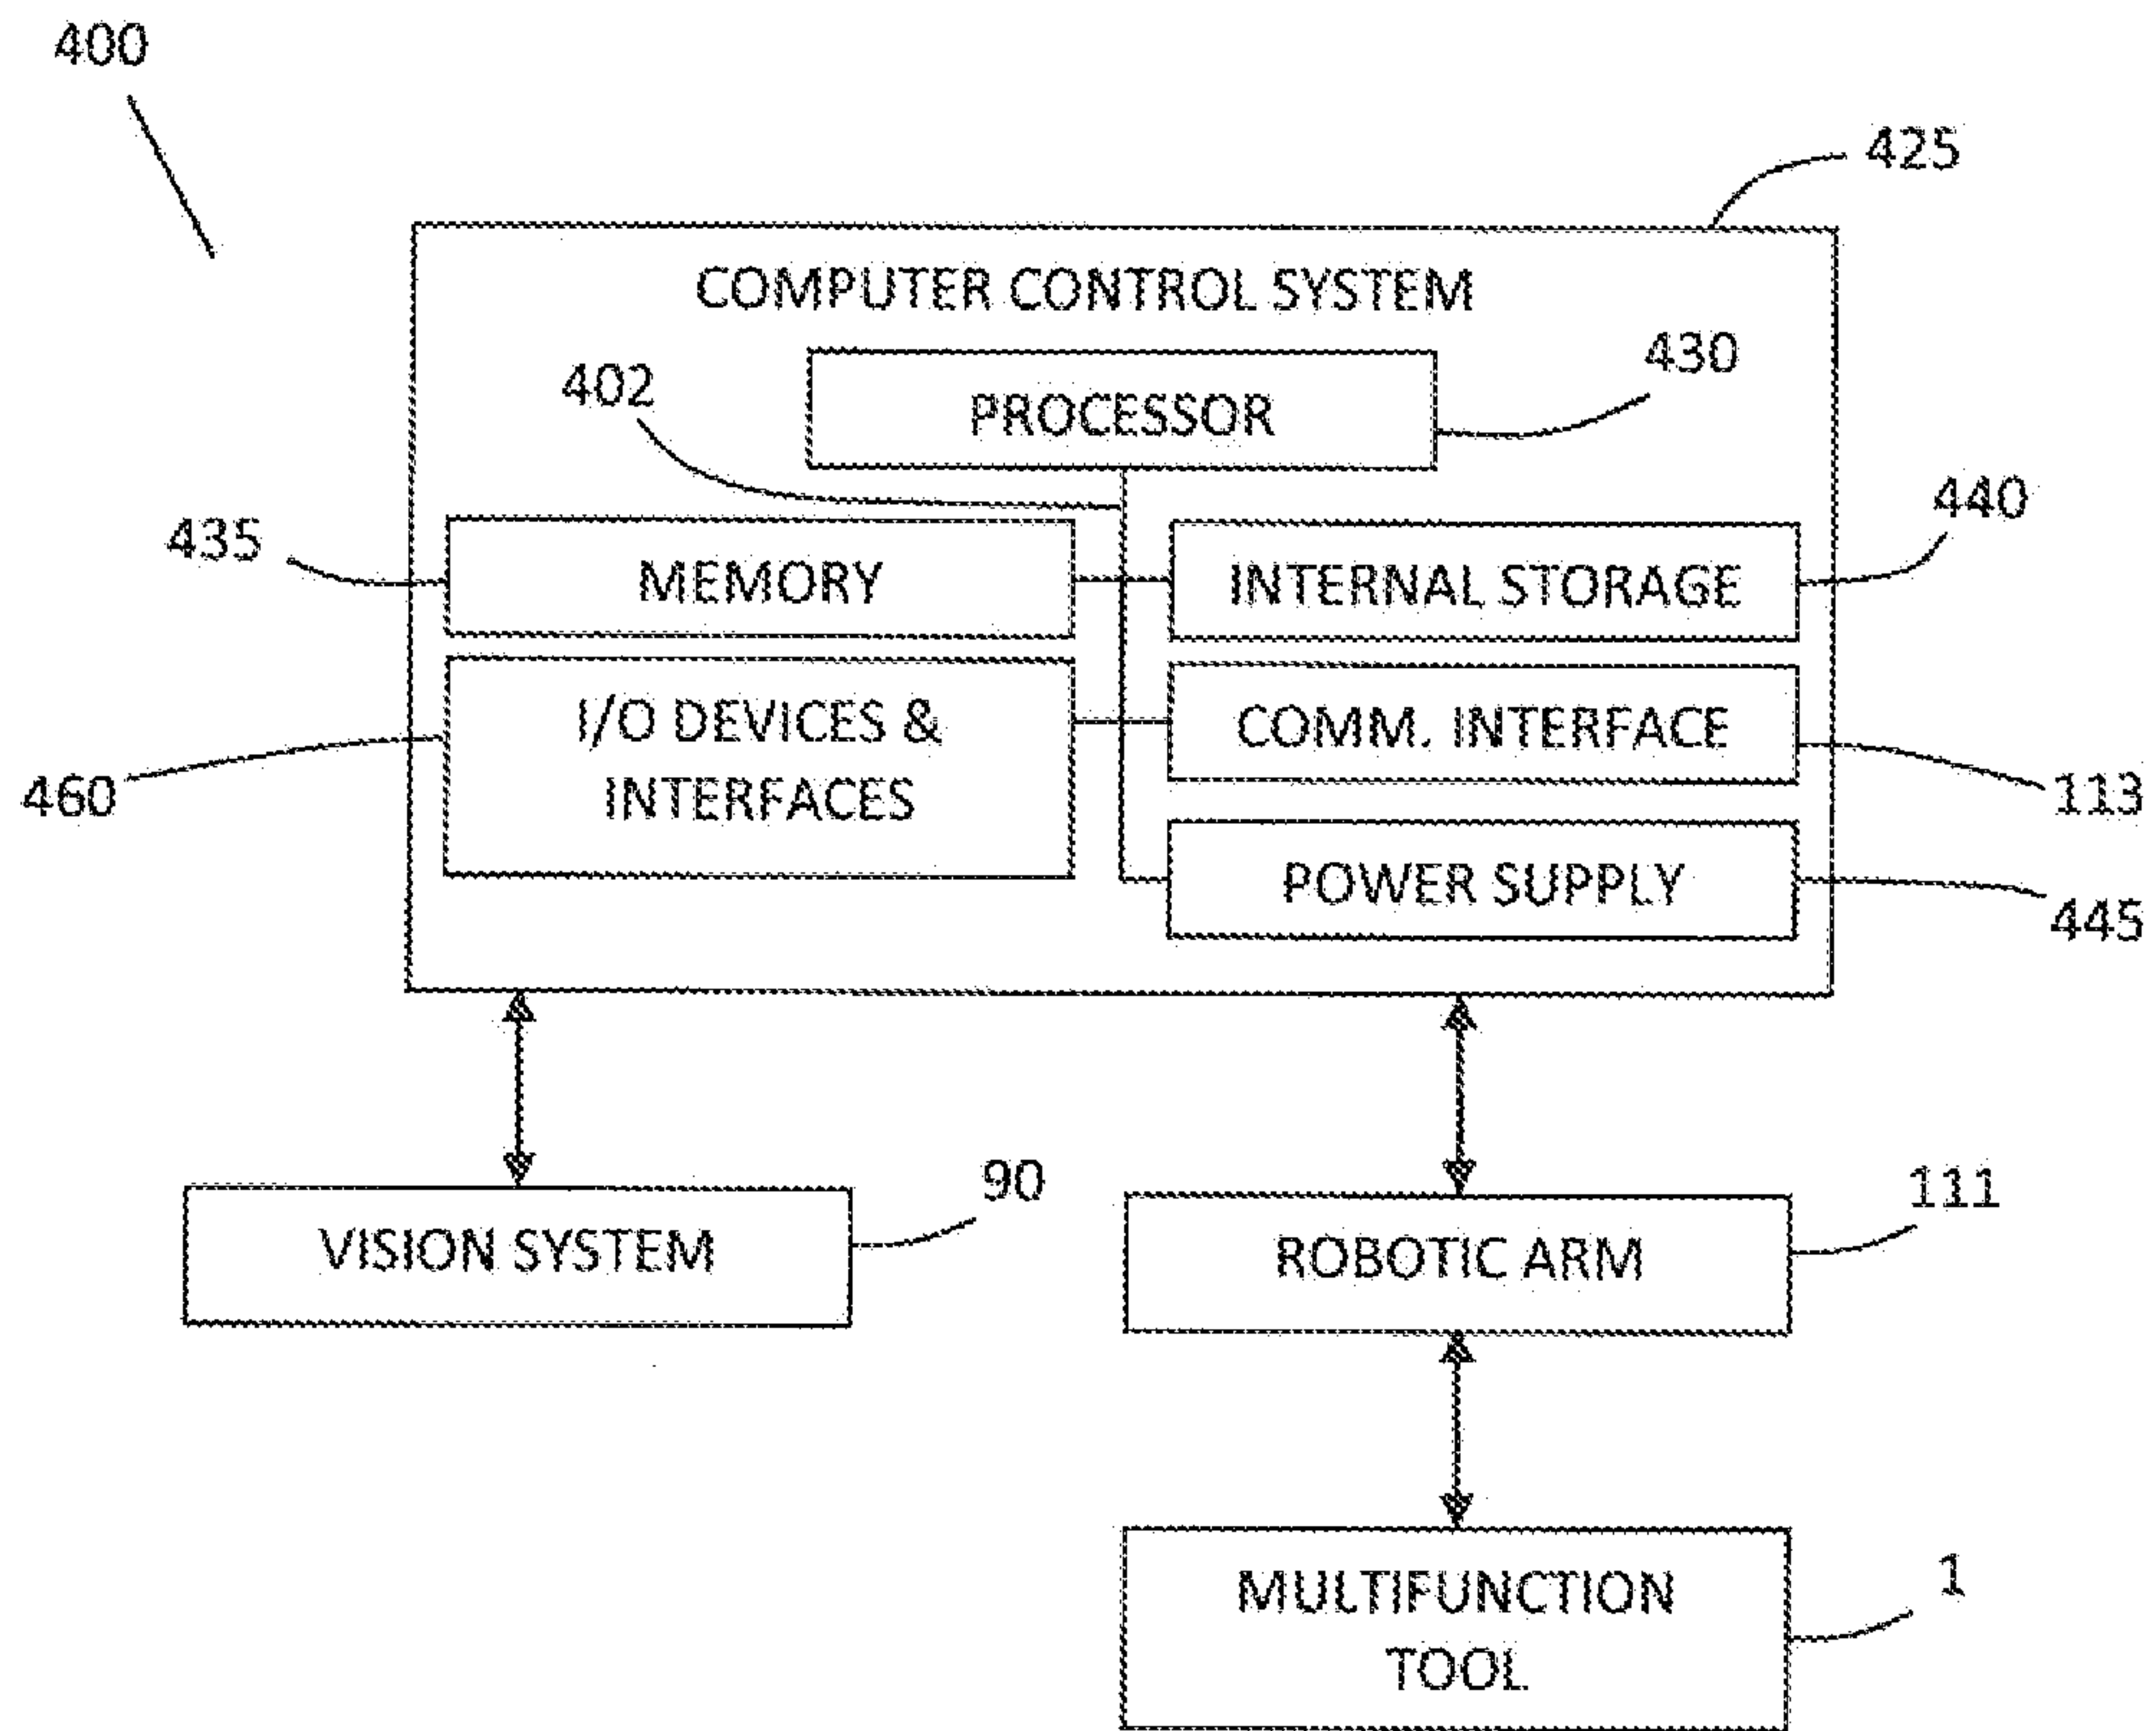 400
425
COMPUTER CONTROL SYSTEM
430
402
PROCESSOR
440
435
MEMORY
INTERNAL STORAGE
I/O DEVICES &
INTERFACES
COMM. INTERFACE
460
113
POWER SUPPLY
445
90
111
VISION SYSTEM
ROBOTIC ARM
1
MULTIFUNCTION
TOOL